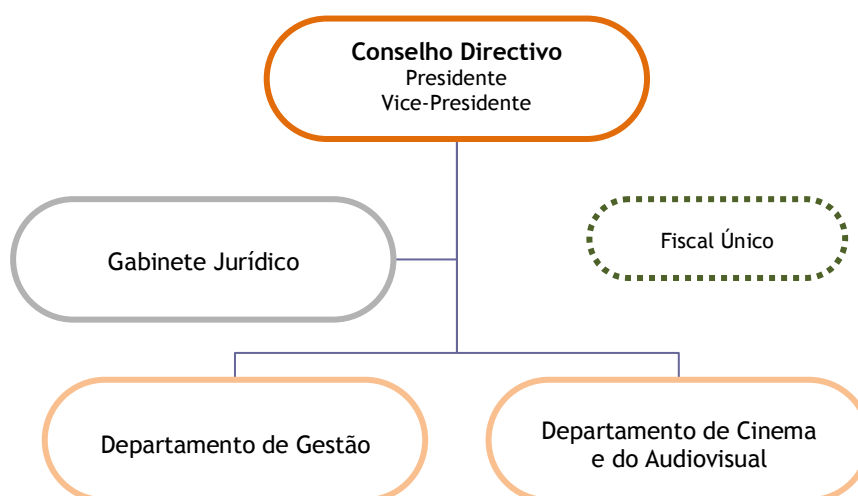 Conselho Directivo
Presidente
Vice-Presidente
Gabinete Jurídico
Fiscal Único
Departamento de Gestão
Departamento de Cinema
e do Audiovisual